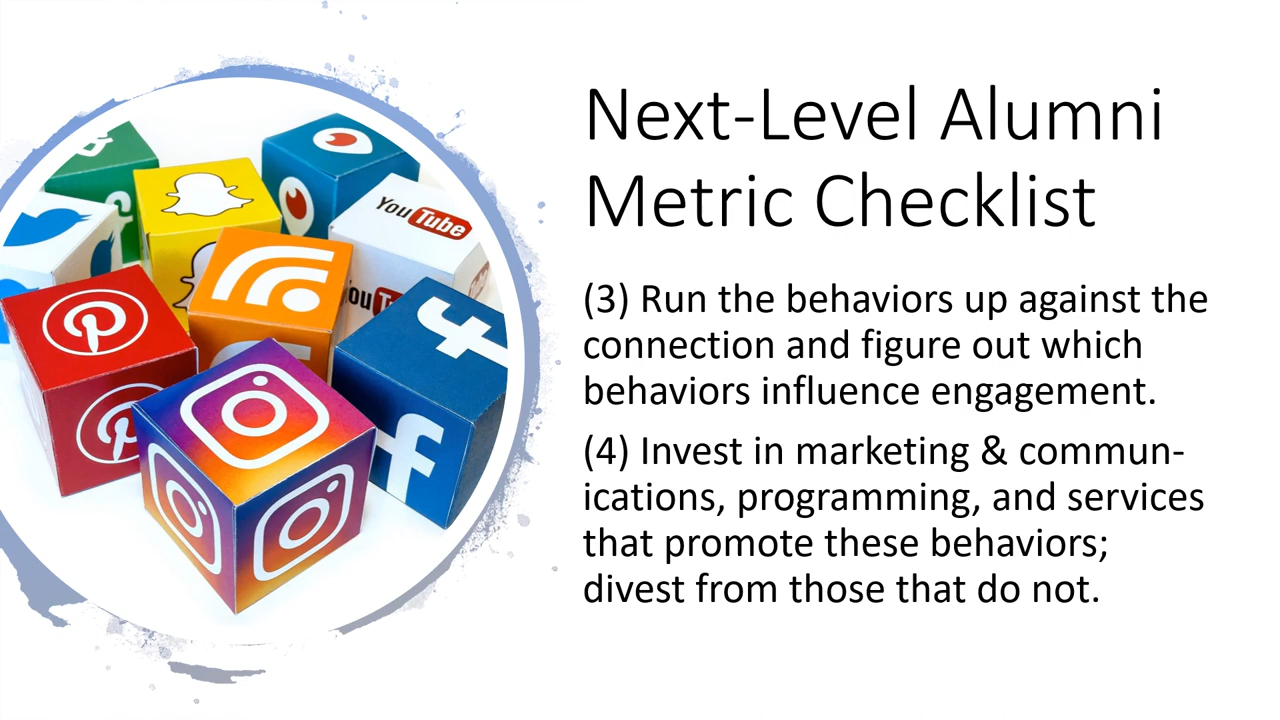 Next-Level Alumni
Metric Checklist
(3) Run the behaviors up against the
connection and figure out which
behaviors influence engagement.
(4) Invest in marketing & commun-
ications, programming, and services
that promote these behaviors;
divest from those that do not.
You Tube
You T
f
f